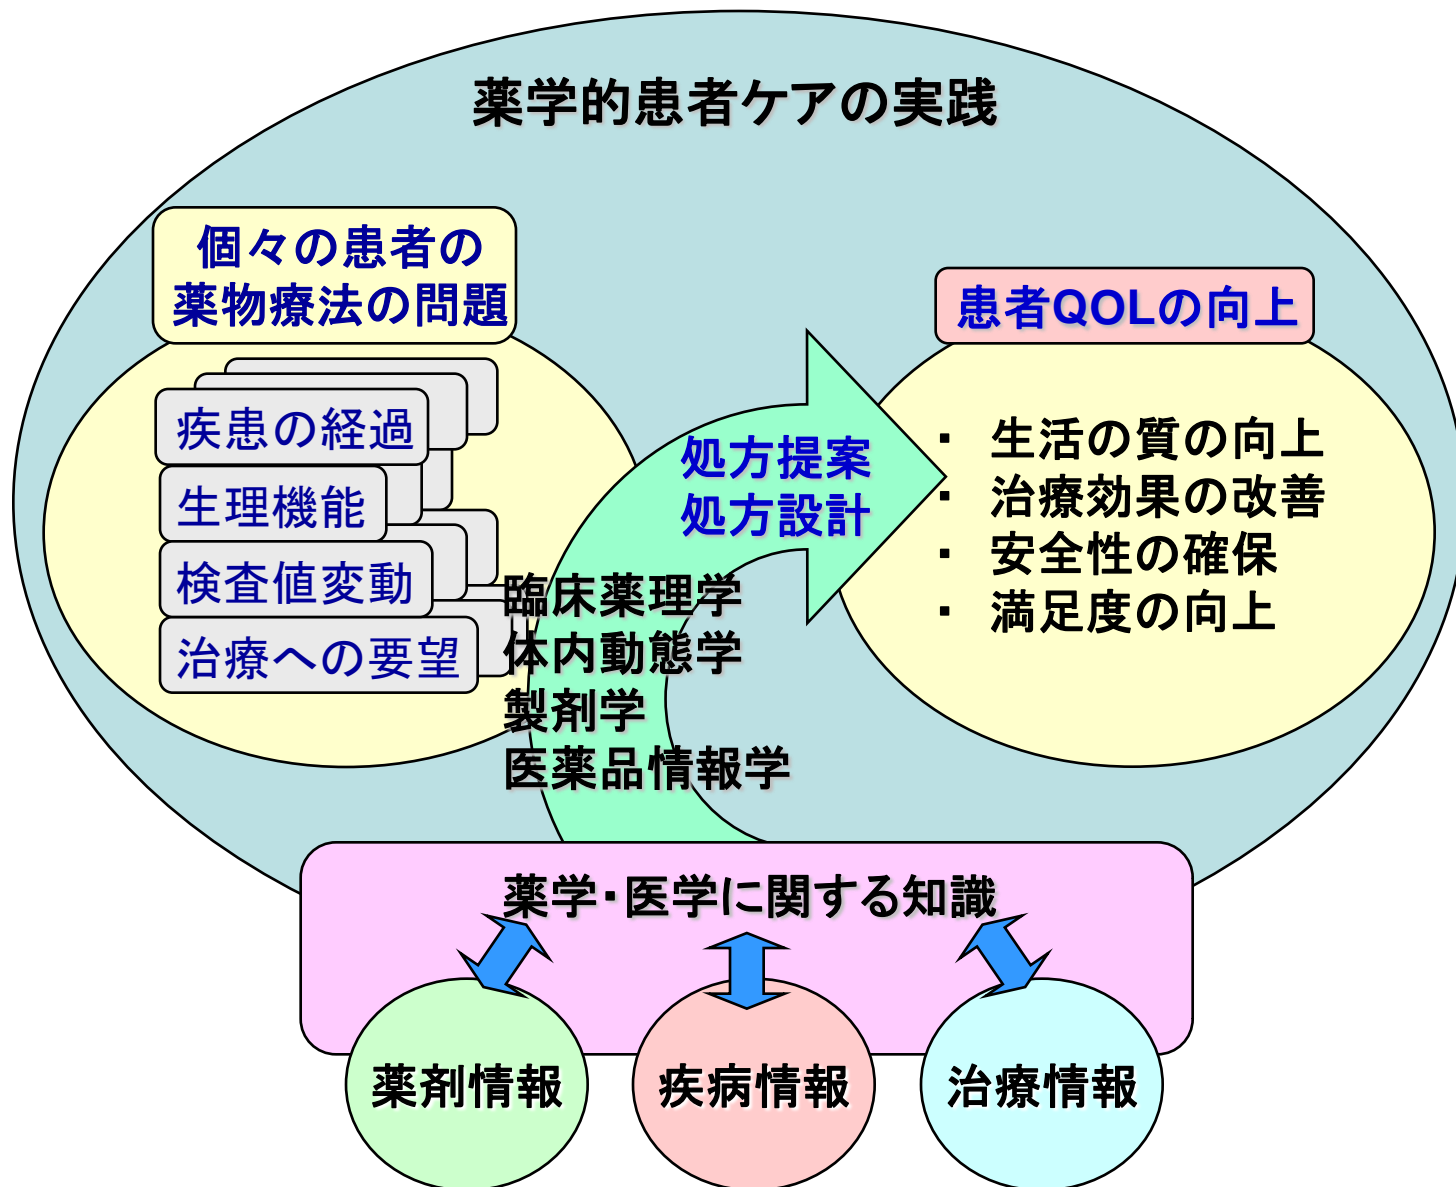 薬学的患者ケアの実践
個々の患者の
薬物療法の問題
疾患の経過
生理機能
検査値変動
治療への要望
処方提案
処方設計
臨床薬理学
体内動態学
製剤学
医薬品情報学
患者QOLの向上
・ 生活の質の向上
・ 治療効果の改善
・ 安全性の確保
・ 満足度の向上
薬学・医学に関する知識
薬剤情報
疾病情報
治療情報